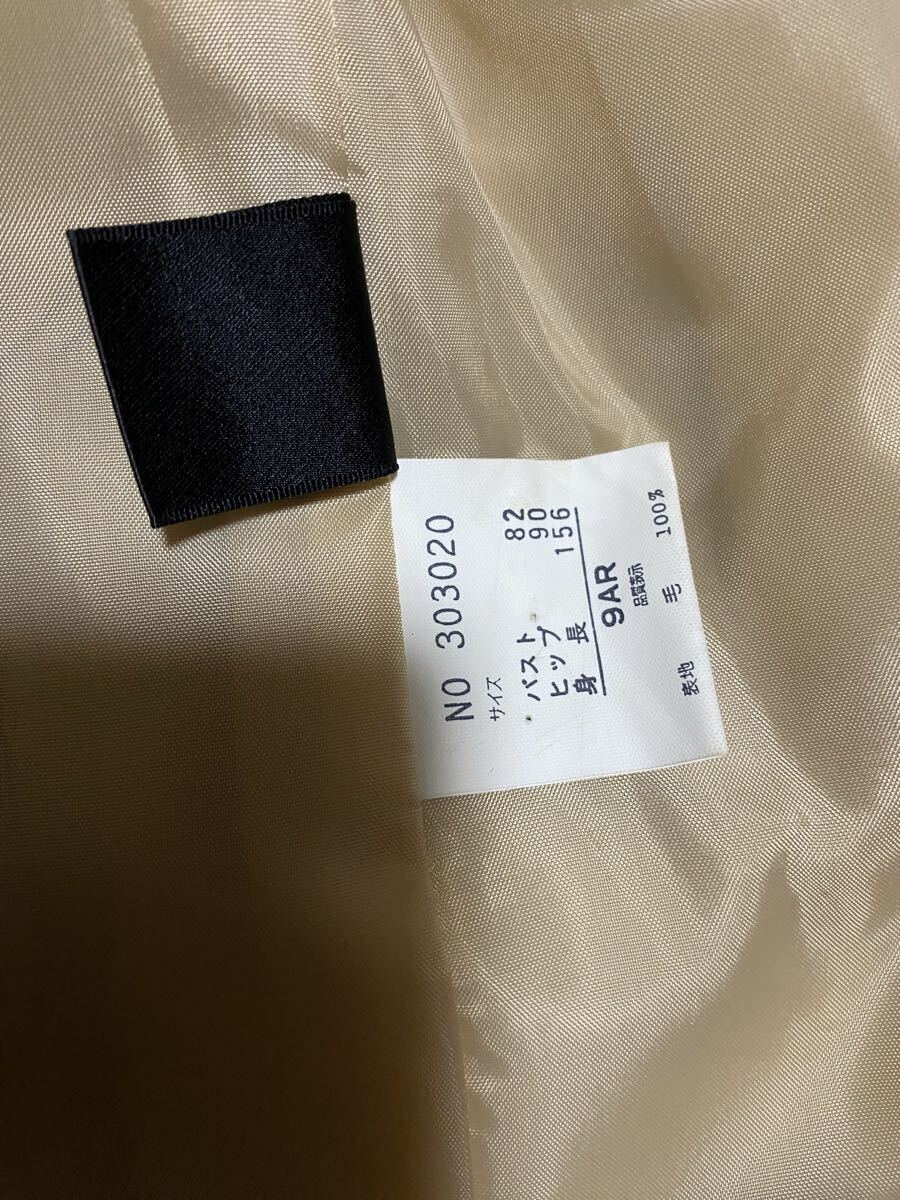 NO 303020
サイズ
バスト 82
ヒップ 90
身長 156
9AR
品質表示
表地 毛 100%